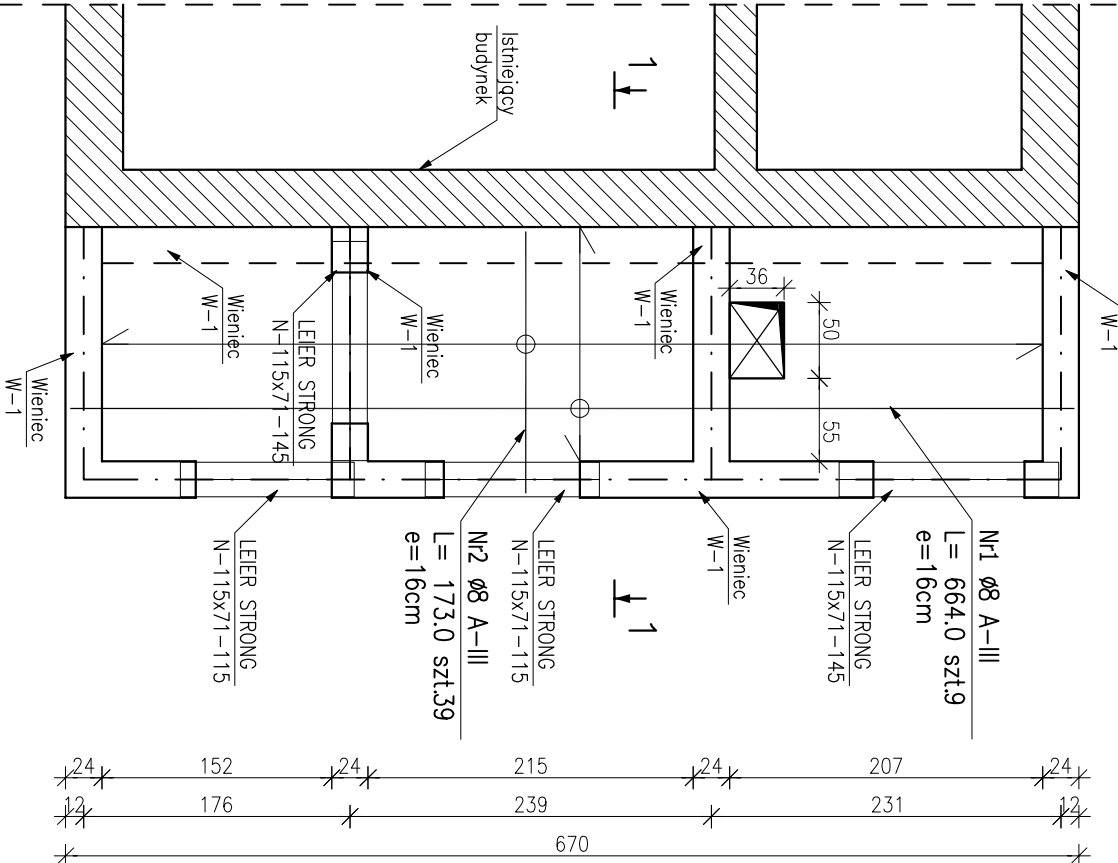 Istniejący
budynek
1
W-1
36
50
55
Wieniec
W-1
Wieniec
W-1
LEIER STRONG
N-115x71-145
Wieniec
W-1
Wieniec
W-1
Nr1 ø8 A-III
L= 664.0 szt.9
e=16cm
LEIER STRONG
N-115x71-145
Wieniec
W-1
1
LEIER STRONG
N-115x71-115
Nr2 ø8 A-III
L= 173.0 szt.39
e=16cm
LEIER STRONG
N-115x71-115
24 152 24 215 24 207 24
12 176 239 231 12
670